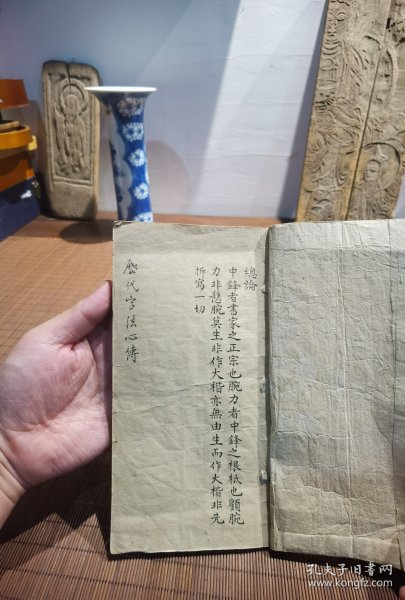 總論
中鋒者書家之正宗也腕力者中鋒之根柢也顧腕
力非懸腕莫生非作大楷亦無由生而作大楷非先
拆寫一切
歷代字法心傳
孔夫子旧书网
www.kongfz.com